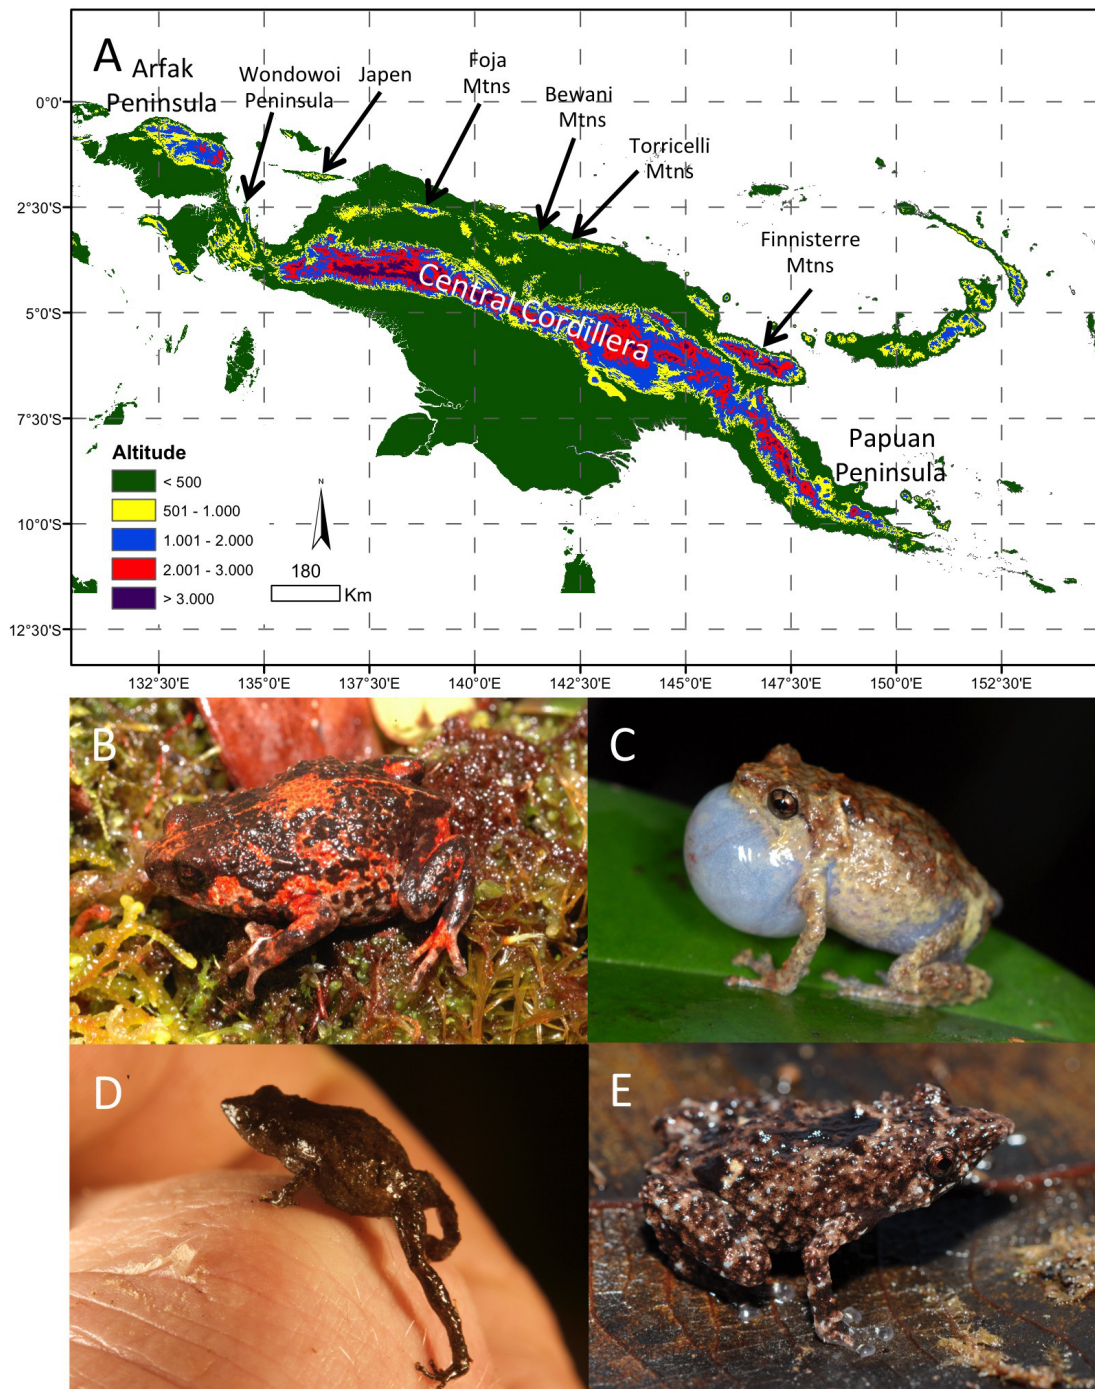 A
Arfak
Peninsula
Wondowoi
Peninsula
Japen
Foja
Mtns
Bewani
Mtns
Torricelli
Mtns
Finnisterre
Mtns
Central Cordillera
Papuan
Peninsula
0°0'
2°30'S
5°0'S
7°30'S
10°0'S
12°30'S
Altitude
< 500
501 - 1.000
1.001 - 2.000
2.001 - 3.000
> 3.000
N
180
Km
132°30'E
135°0'E
137°30'E
140°0'E
142°30'E
145°0'E
147°30'E
150°0'E
152°30'E
B
C
D
E